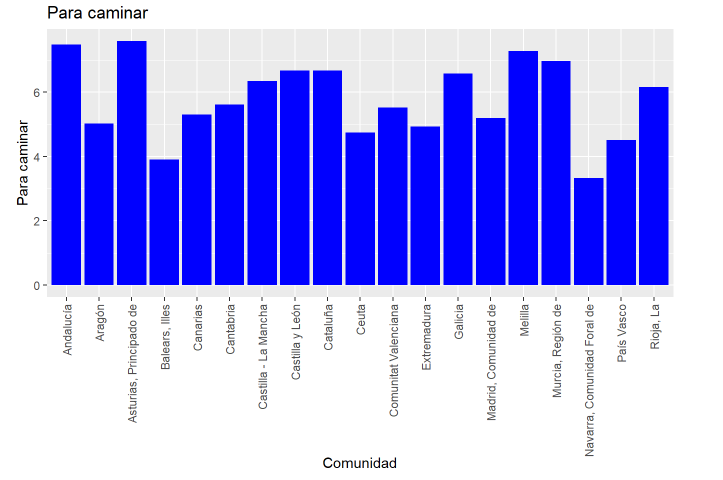 Para caminar
Para caminar
6
4
2
0
Andalucía
Aragón
Asturias, Principado de
Balears, Illes
Canarias
Cantabria
Castilla - La Mancha
Castilla y León
Cataluña
Ceuta
Comunitat Valenciana
Extremadura
Galicia
Madrid, Comunidad de
Melilla
Murcia, Región de
Navarra, Comunidad Foral de
País Vasco
Rioja, La
Comunidad